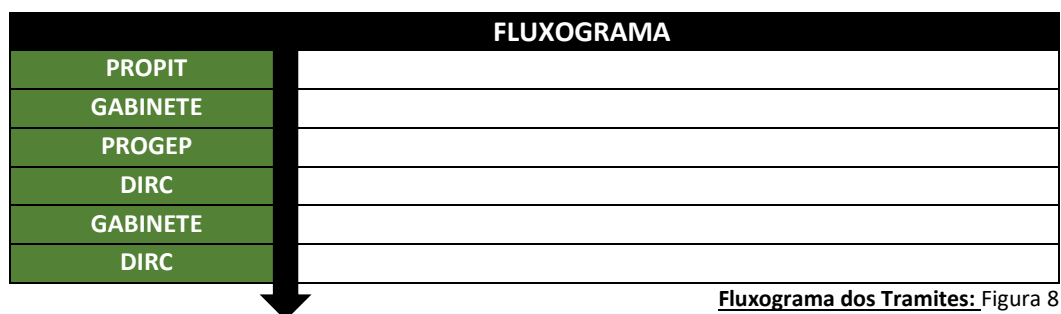 FLUXOGRAMA
PROPIT
GABINETE
PROGEP
DIRC
GABINETE
DIRC
Fluxograma dos Tramites: Figura 8